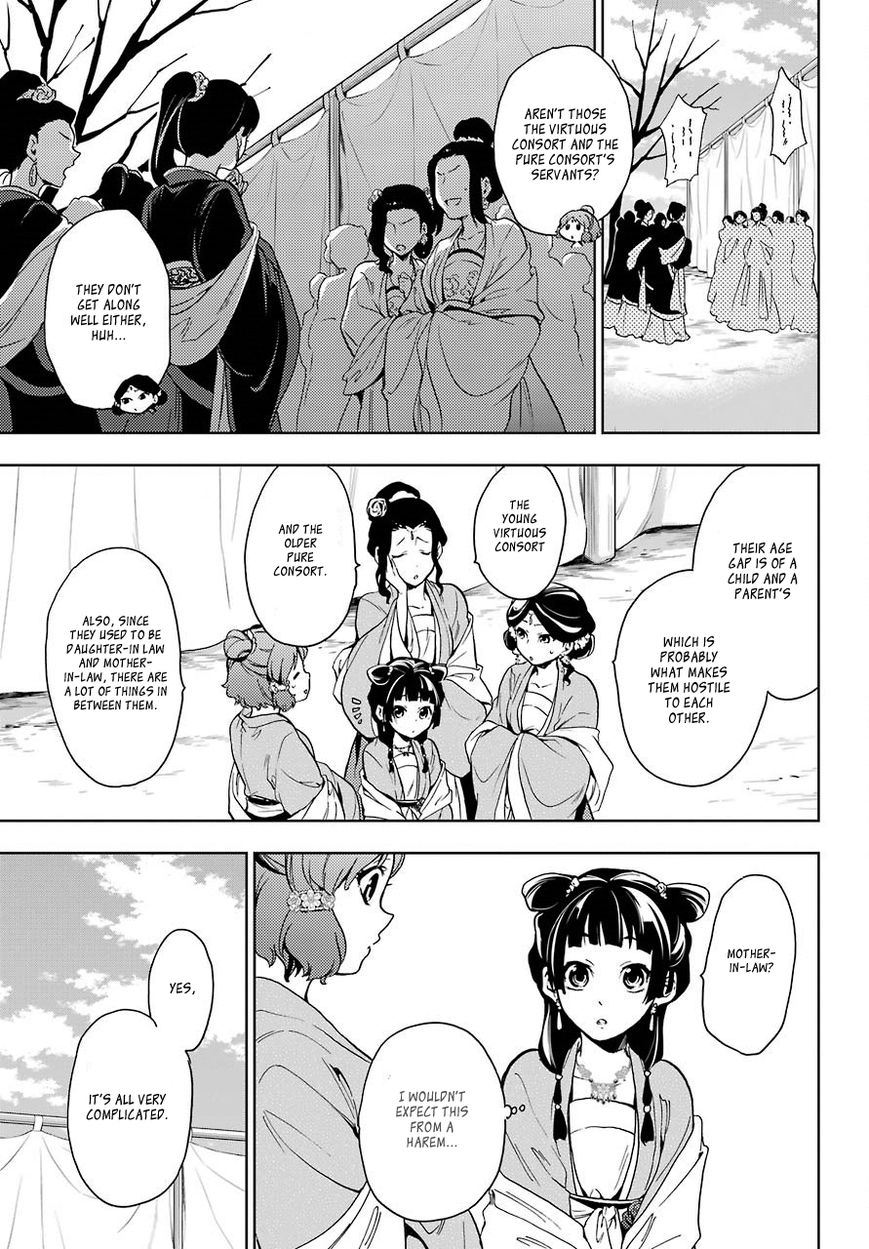 AREN'T THOSE
THE VIRTUOUS
CONSORT AND THE
PURE CONSORT'S
SERVANTS?
THEY DON'T
GET ALONG
WELL EITHER,
HUH...
THEIR AGE
GAP IS OF A
CHILD AND A
PARENT'S
WHICH IS
PROBABLY
WHAT MAKES
THEM HOSTILE
TO EACH
OTHER.
THE
YOUNG
VIRTUOUS
CONSORT
AND THE
OLDER
PURE
CONSORT.
ALSO, SINCE
THEY USED TO BE
DAUGHTER-IN LAW
AND MOTHER-
IN-LAW, THERE ARE
A LOT OF THINGS IN
BETWEEN THEM.
MOTHER-
IN-LAW?
I WOULDN'T
EXPECT THIS
FROM A
HAREM...
YES,
IT'S ALL VERY
COMPLICATED.